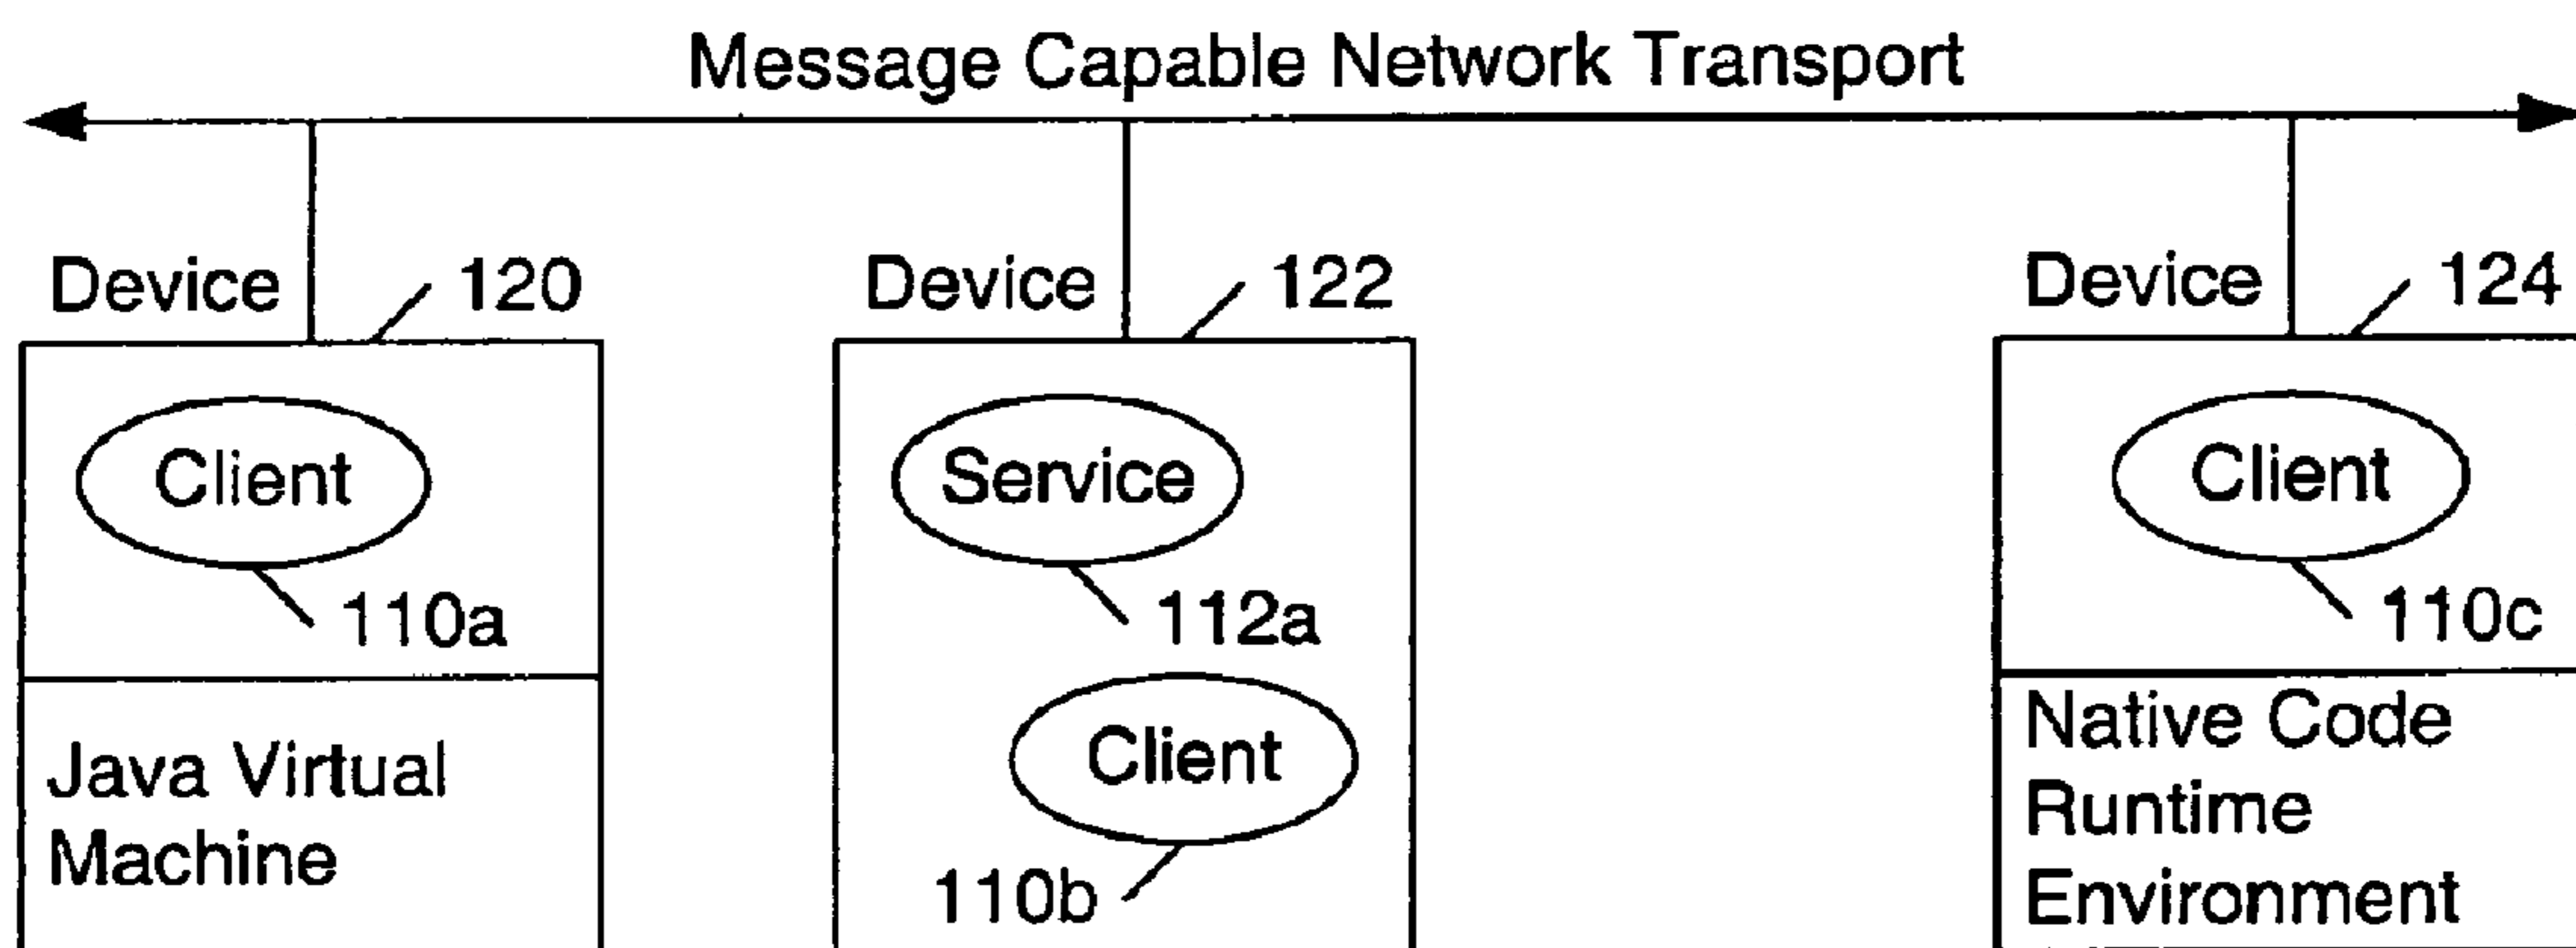 Message Capable Network Transport
Device
120
Device
122
Device
124
Client
110a
Service
112a
Client
110c
Client
110b
Java Virtual
Machine
Native Code
Runtime
Environment